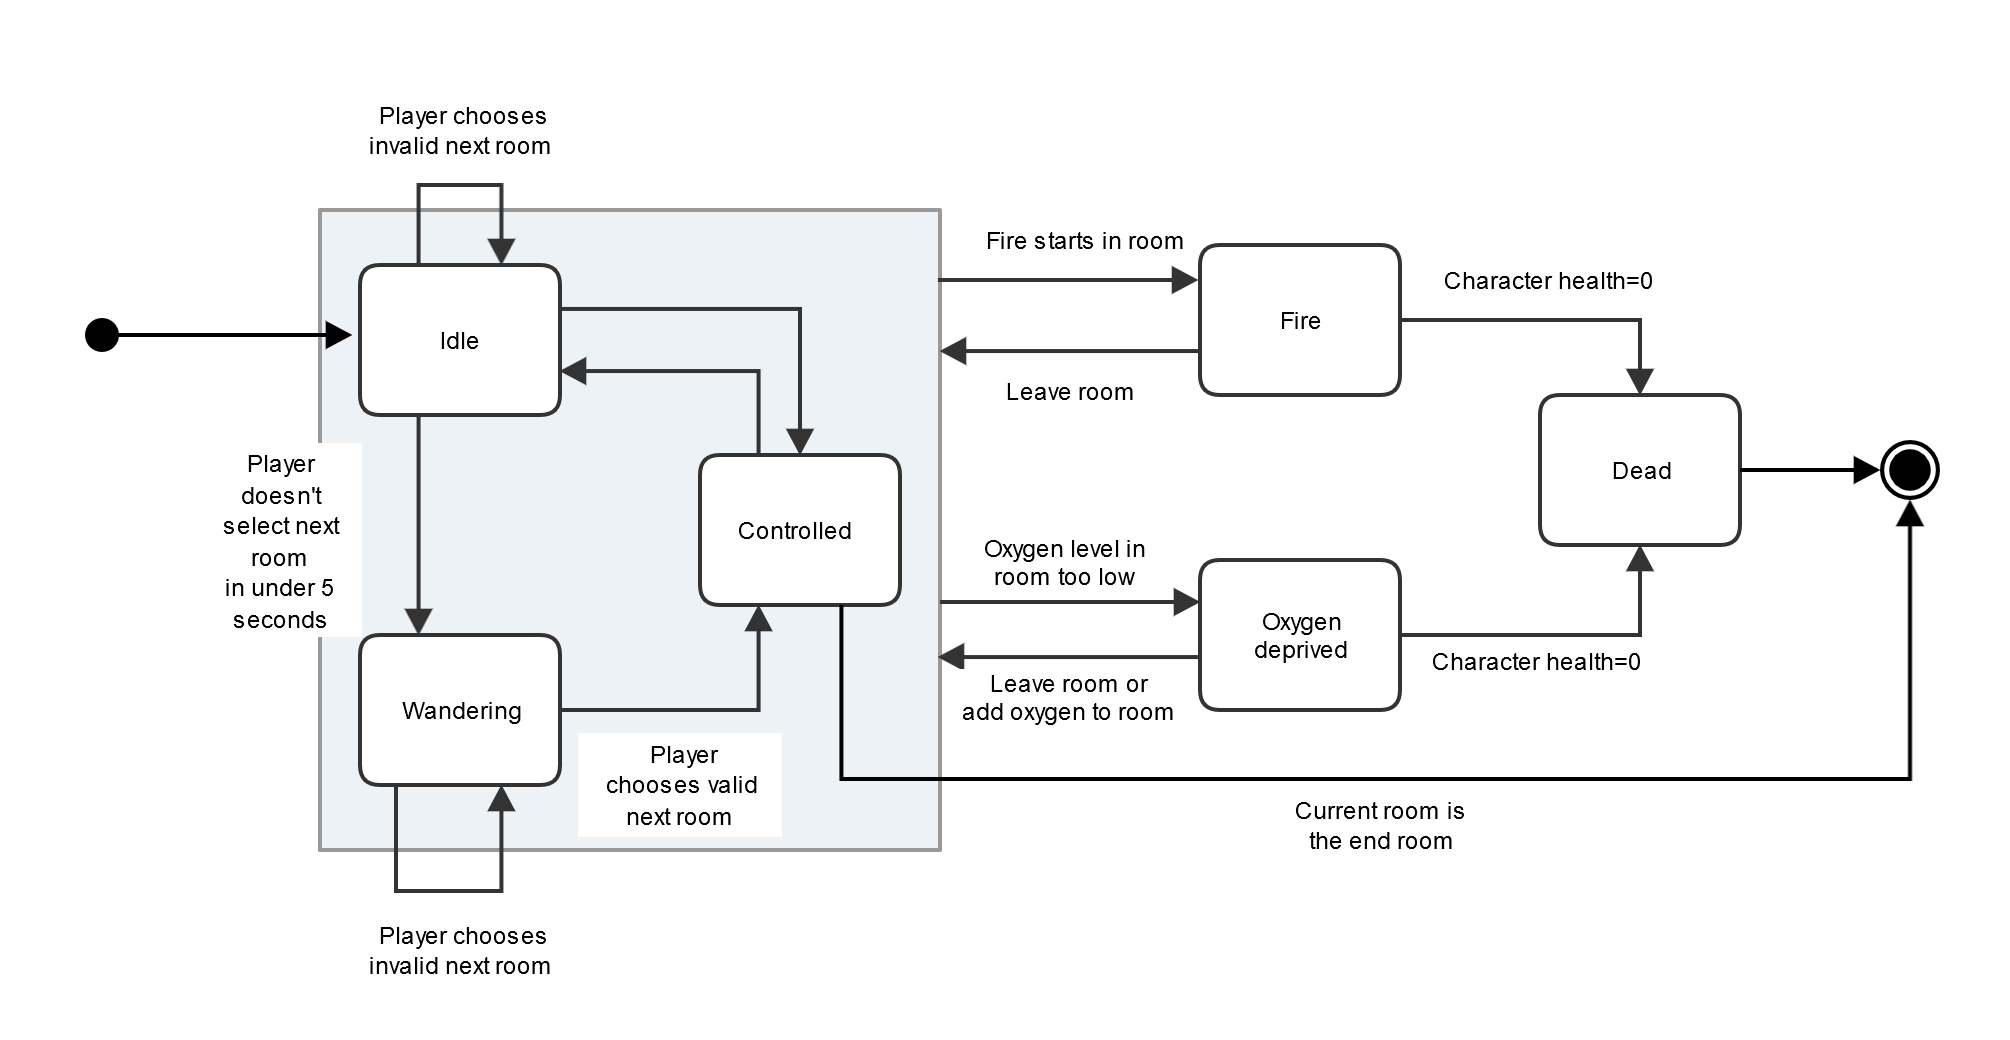 Player chooses
invalid next room
Fire starts in room
Character health=0
Idle
Fire
Leave room
Player
doesn't
select next
room
in under 5
seconds
Controlled
Dead
Oxygen level in
room too low
Oxygen
deprived
Character health=0
Leave room or
add oxygen to room
Wandering
Player
chooses valid
next room
Current room is
the end room
Player chooses
invalid next room